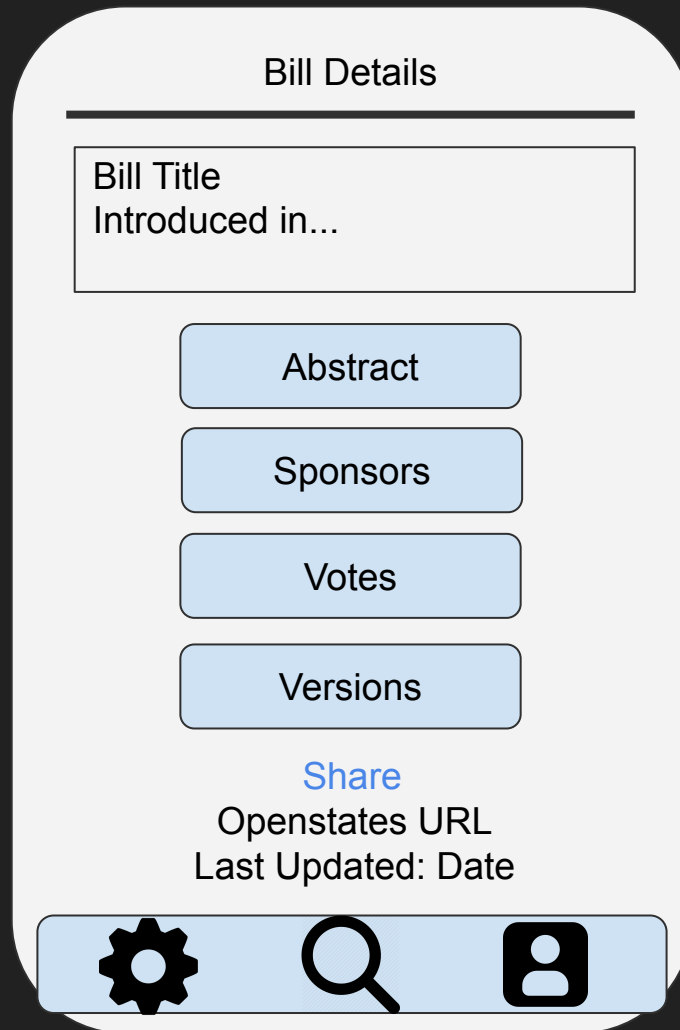 Bill Details
Bill Title
Introduced in...
Abstract
Sponsors
Votes
Versions
Share
Openstates URL
Last Updated: Date